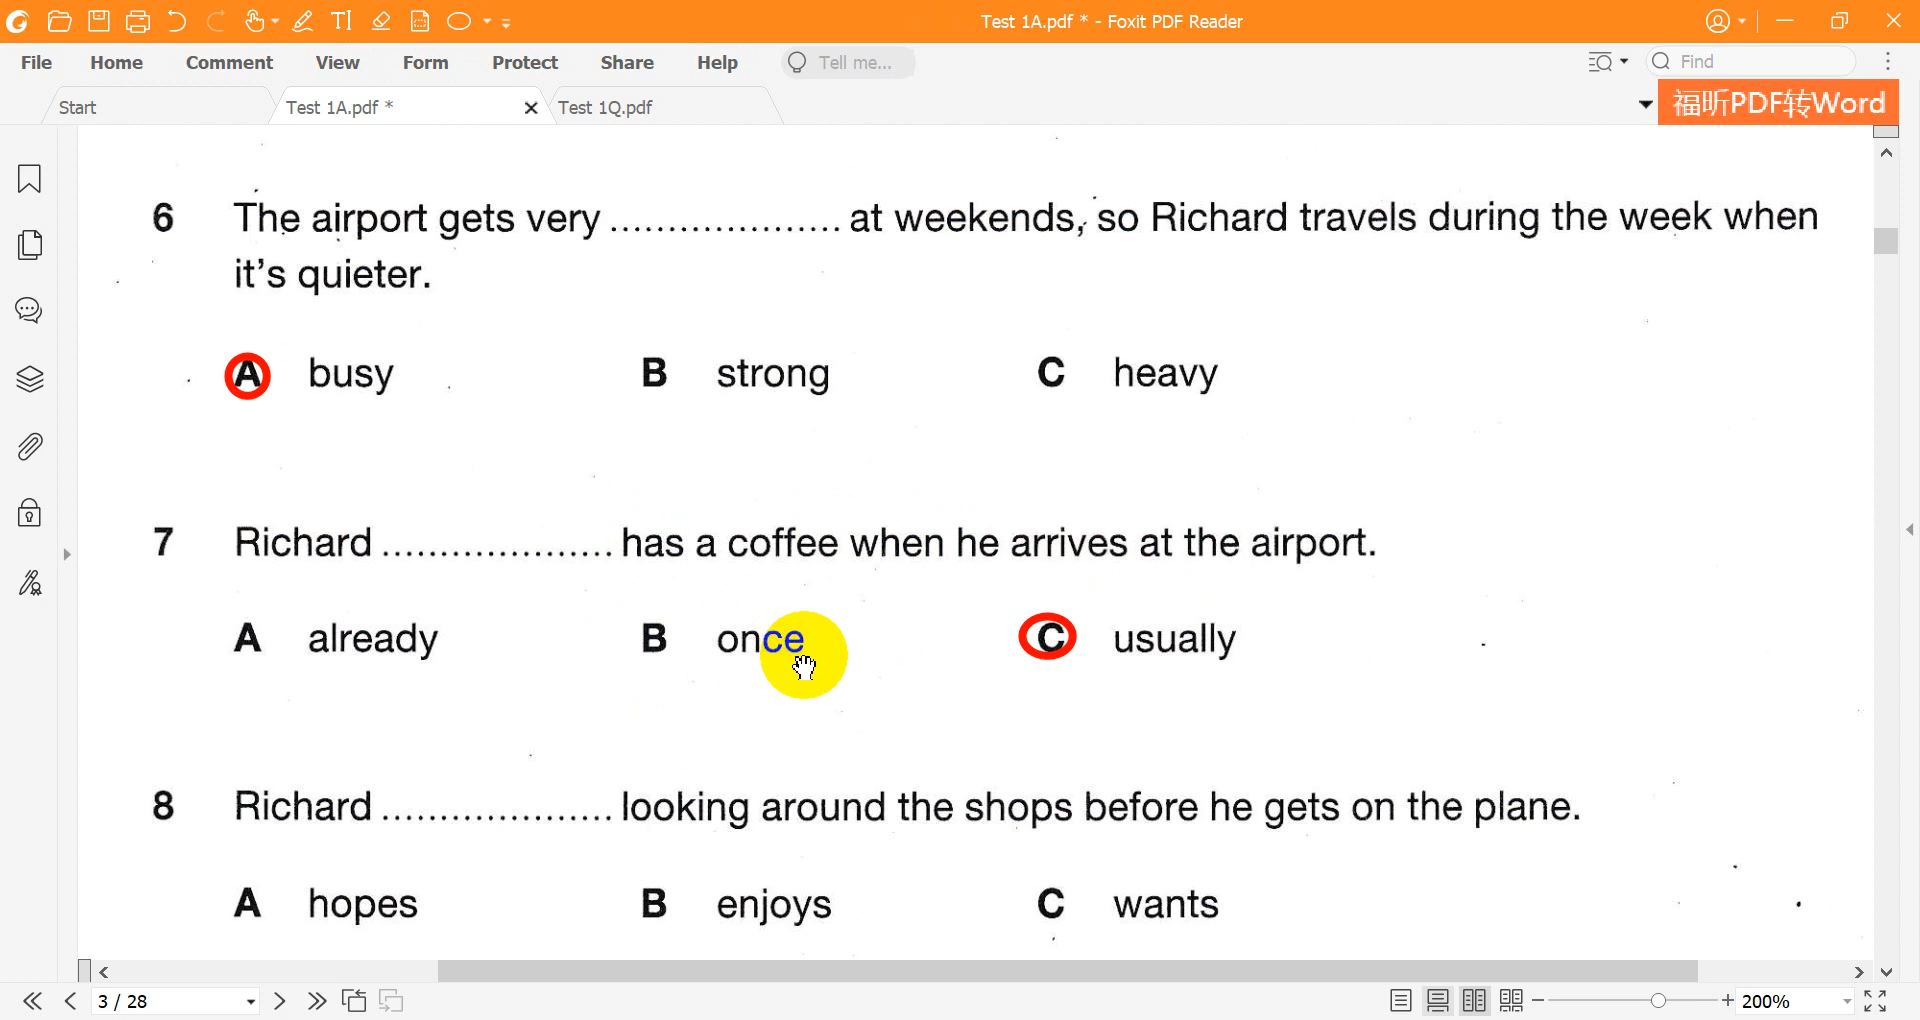 Test 1A.pdf * - Foxit PDF Reader
File Home Comment View Form Protect Share Help Tell me... Find
Start Test 1A.pdf * Test 1Q.pdf 福昕PDF转Word
6 The airport gets very .................... at weekends, so Richard travels during the week when
it's quieter.
A busy B strong C heavy
7 Richard .................... has a coffee when he arrives at the airport.
A already B once C usually
8 Richard .................... looking around the shops before he gets on the plane.
A hopes B enjoys C wants
3 / 28 200%